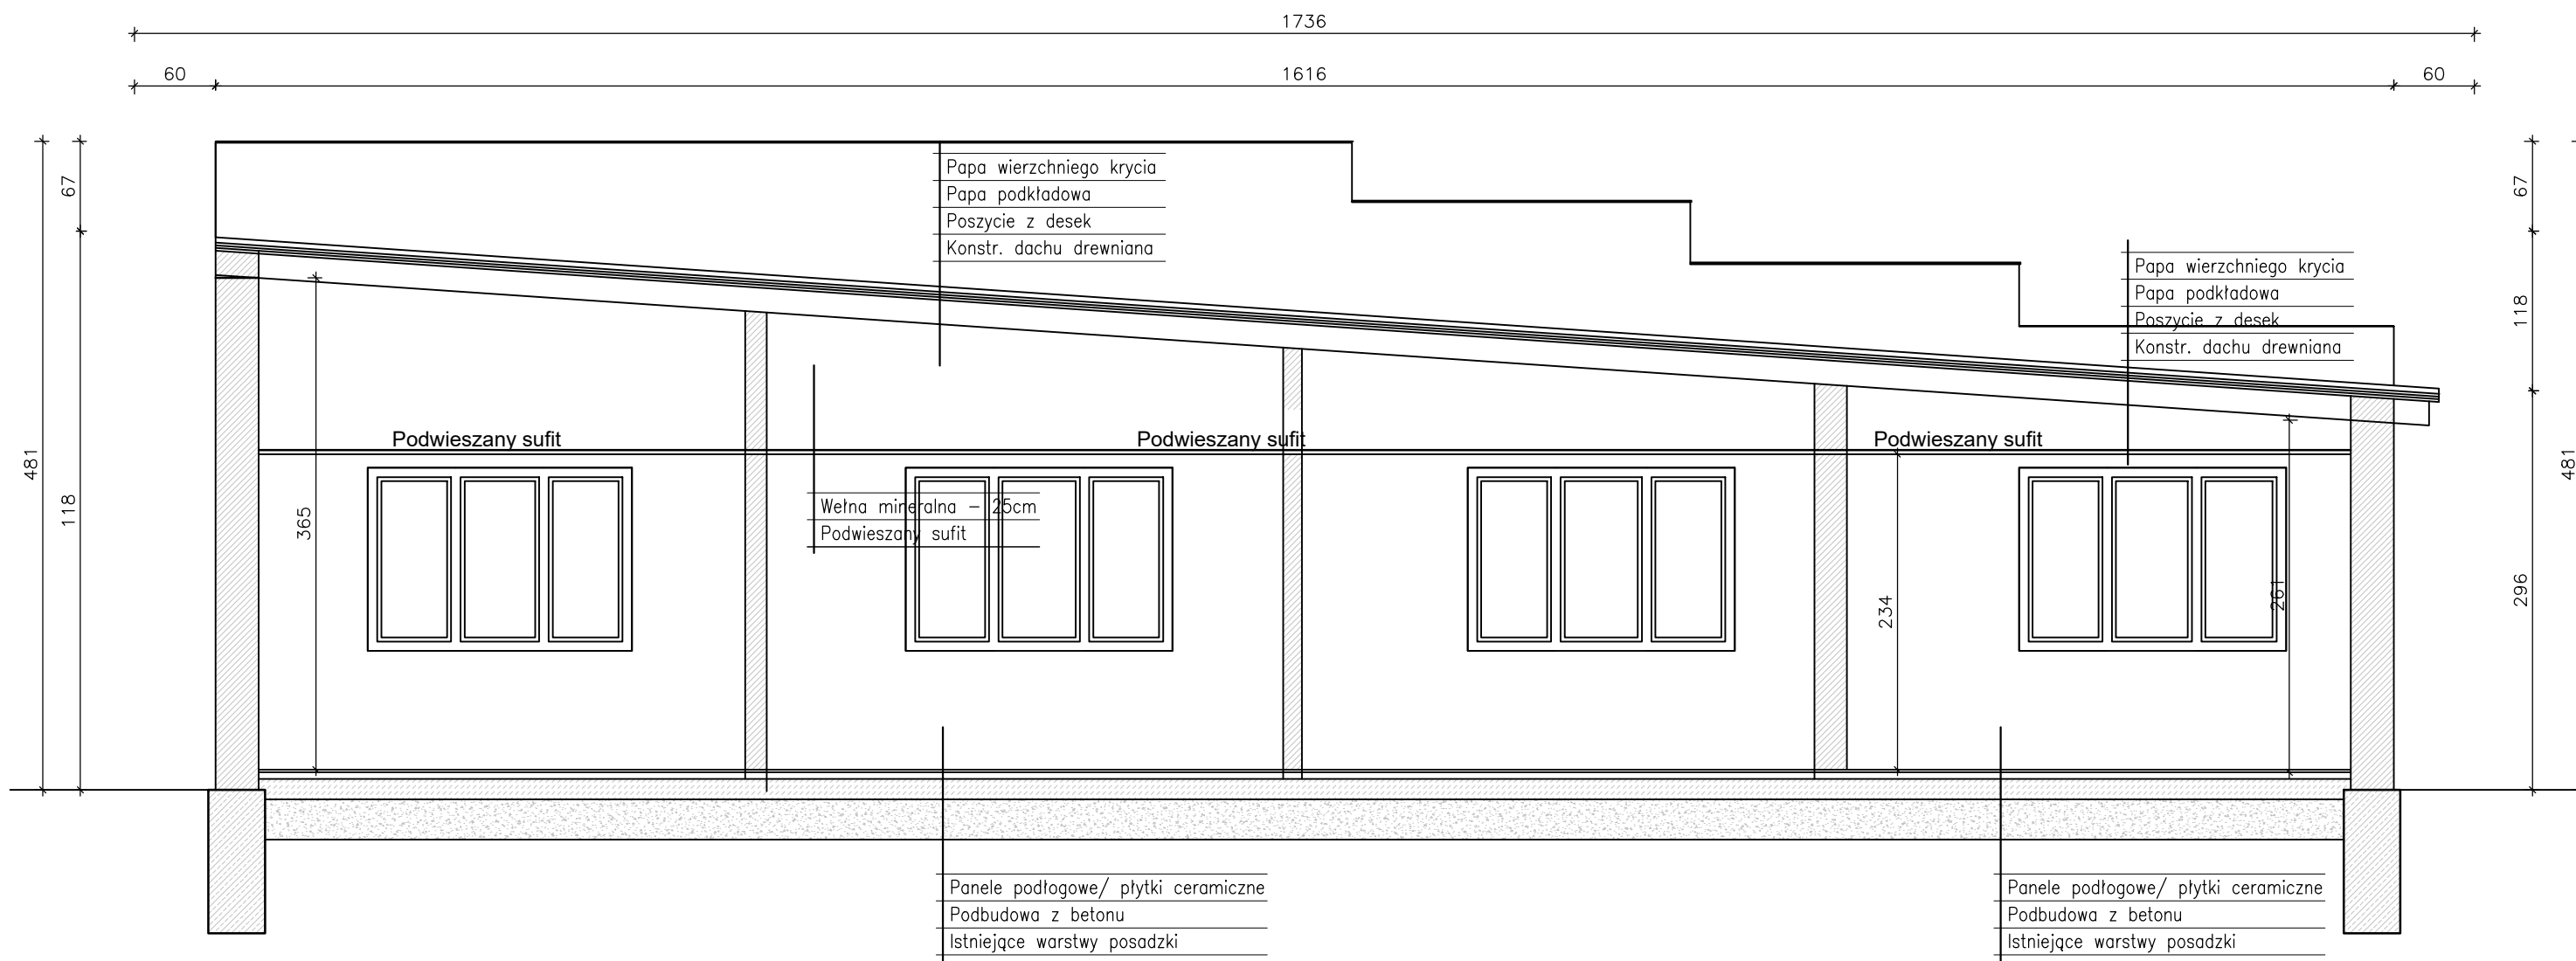 1736
60
1616
60
67
118
481
67
118
296
481
Papa wierzchniego krycia
Papa podkładowa
Poszycie z desek
Konstr. dachu drewniana
Papa wierzchniego krycia
Papa podkładowa
Poszycie z desek
Konstr. dachu drewniana
Podwieszany sufit
Podwieszany sufit
Podwieszany sufit
365
Wełna mineralna - 25cm
Podwieszany sufit
234
261
Panele podłogowe/ płytki ceramiczne
Podbudowa z betonu
Istniejące warstwy posadzki
Panele podłogowe/ płytki ceramiczne
Podbudowa z betonu
Istniejące warstwy posadzki